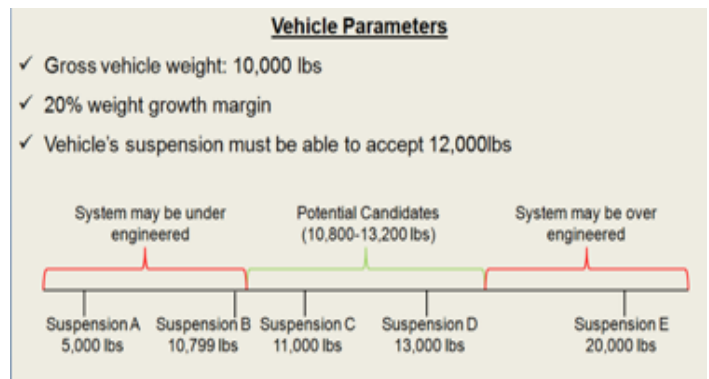 Vehicle Parameters
✓ Gross vehicle weight: 10,000 lbs
✓ 20% weight growth margin
✓ Vehicle's suspension must be able to accept 12,000lbs
System may be under
engineered
Potential Candidates
(10,800-13,200 lbs)
System may be over
engineered
Suspension A
5,000 lbs
Suspension B
10,799 lbs
Suspension C
11,000 lbs
Suspension D
13,000 lbs
Suspension E
20,000 lbs